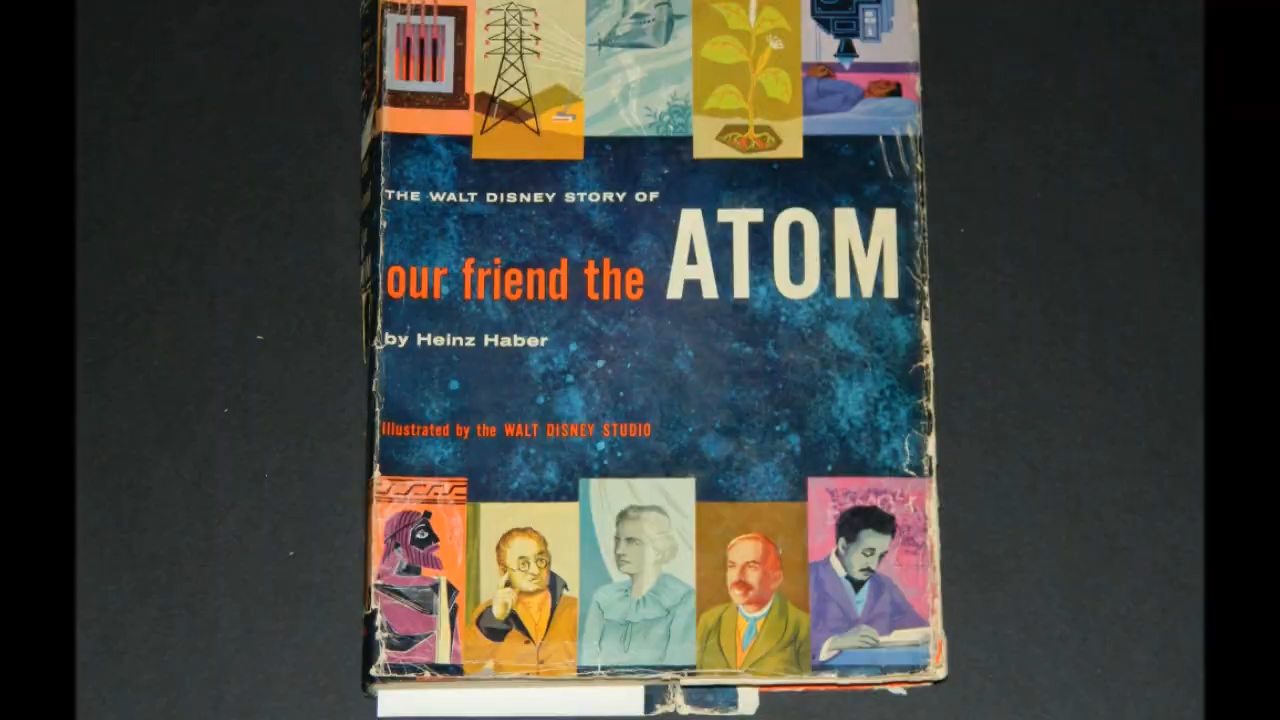 THE WALT DISNEY STORY OF
our friend the ATOM
by Heinz Haber
Illustrated by the WALT DISNEY STUDIO